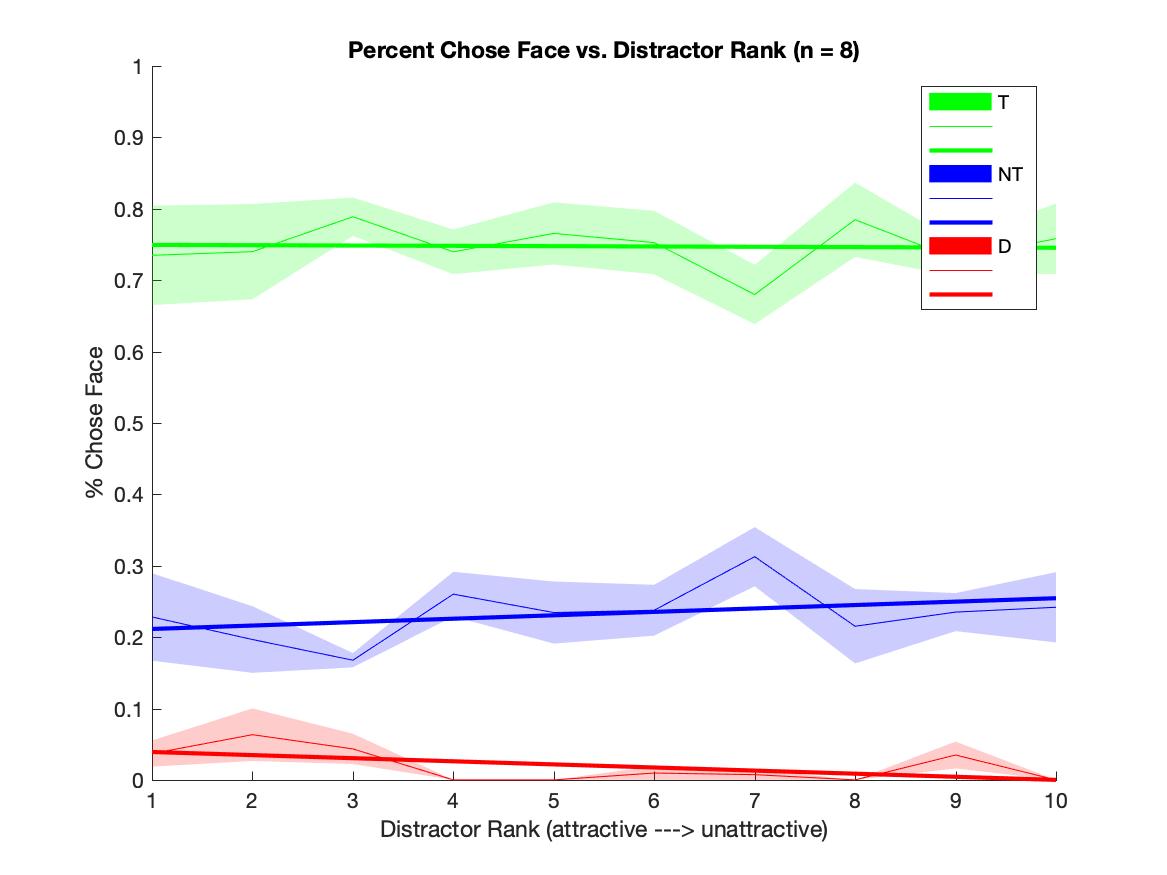 Percent Chose Face vs. Distractor Rank (n = 8)
1
0.9
0.8
0.7
0.6
0.5
0.4
0.3
0.2
0.1
0
% Chose Face
T
NT
D
1 2 3 4 5 6 7 8 9 10
Distractor Rank (attractive ---> unattractive)